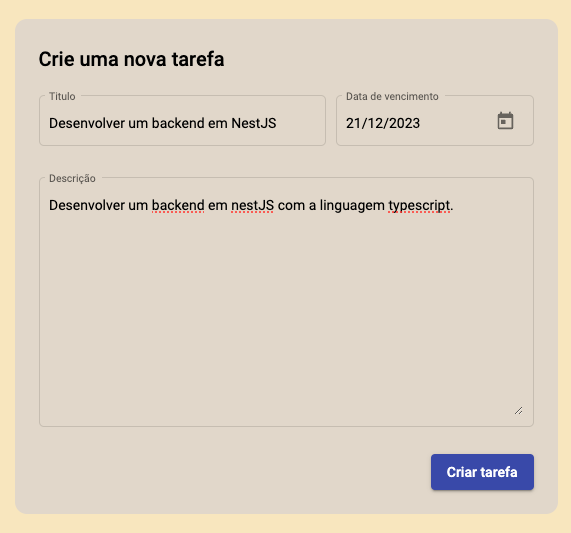 Crie uma nova tarefa
Título
Data de vencimento
Desenvolver um backend em NestJS
21/12/2023
Descrição
Desenvolver um backend em nestJS com a linguagem typescript.
Criar tarefa